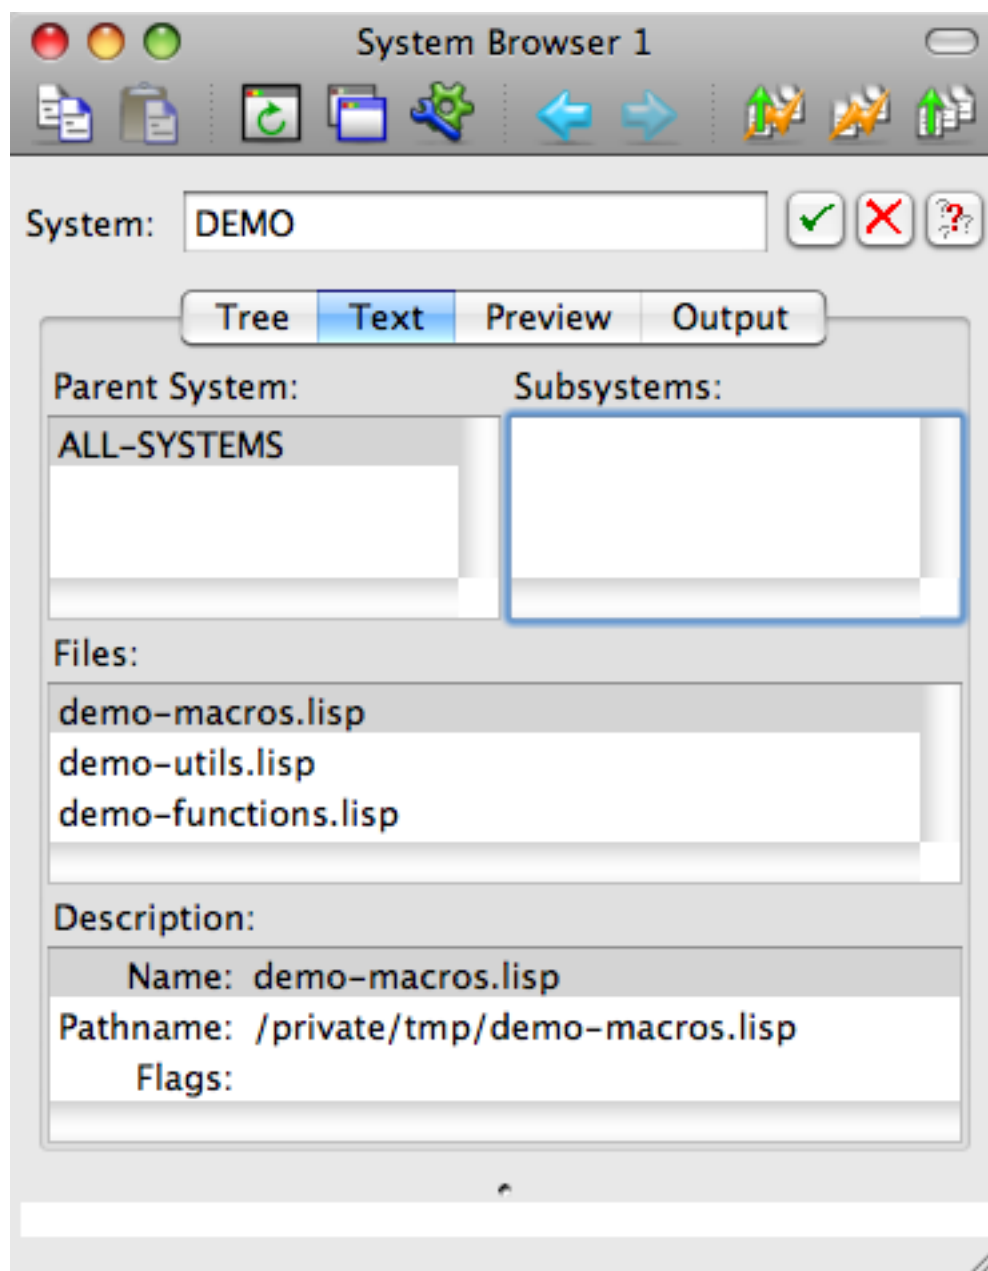 System Browser 1
System: DEMO
Tree Text Preview Output
Parent System: Subsystems:
ALL-SYSTEMS
Files:
demo-macros.lisp
demo-utils.lisp
demo-functions.lisp
Description:
Name: demo-macros.lisp
Pathname: /private/tmp/demo-macros.lisp
Flags: